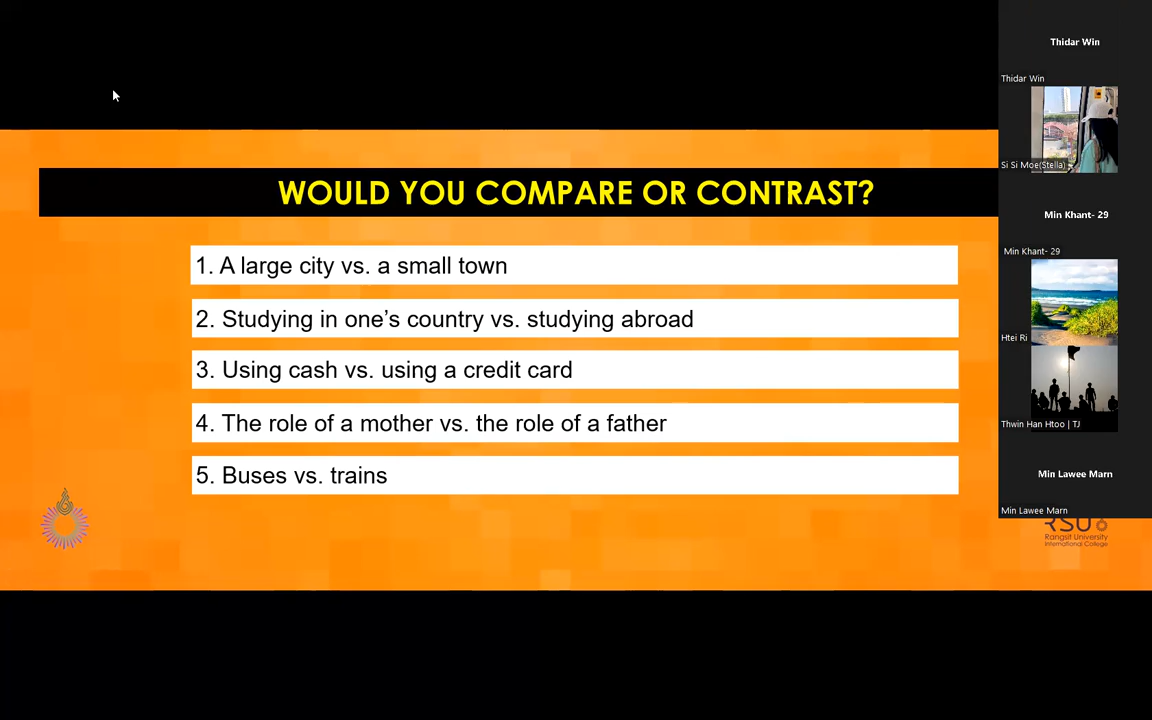 WOULD YOU COMPARE OR CONTRAST?
1. A large city vs. a small town
2. Studying in one’s country vs. studying abroad
3. Using cash vs. using a credit card
4. The role of a mother vs. the role of a father
5. Buses vs. trains
Thidar Win
Thidar Win
Si Si Moe(Stella)
Min Khant- 29
Min Khant- 29
Htei Ri
Thwin Han Htoo | TJ
Min Lawee Marn
Min Lawee Marn
RSU
Rangsit University
International College